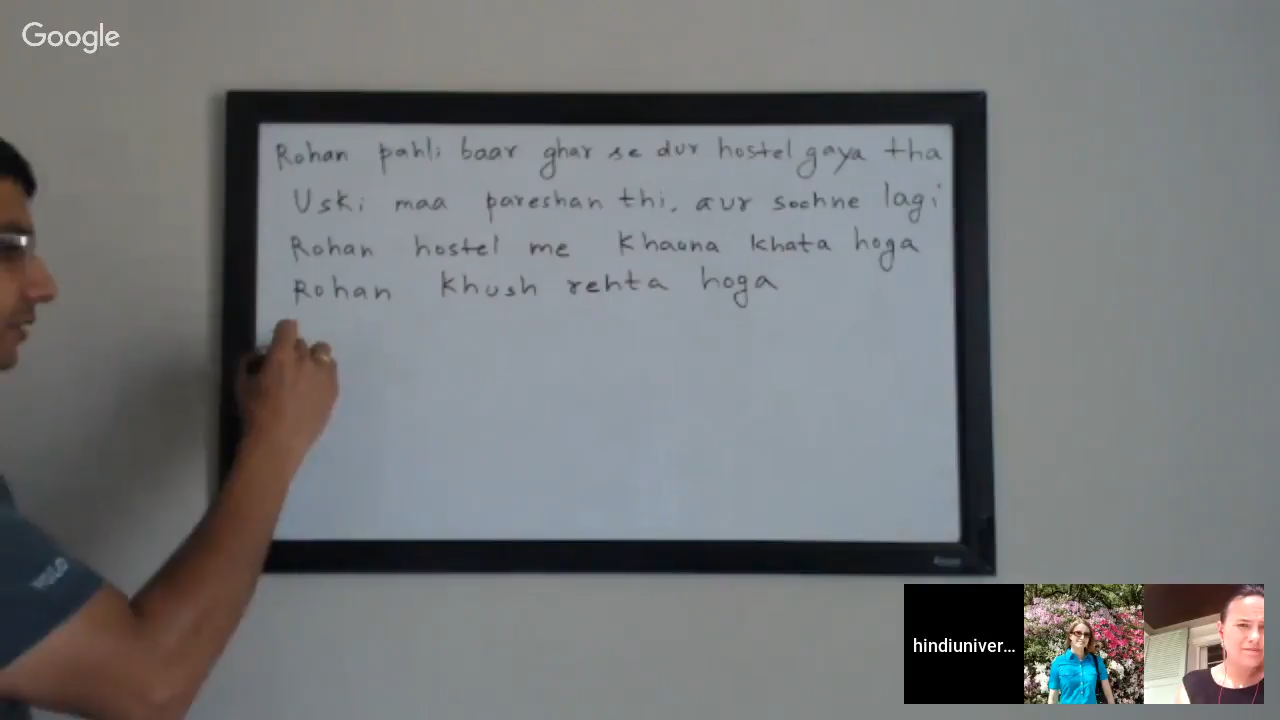 Google
Rohan pahli baar ghar se dur hostel gaya tha
Uski maa pareshan thi, aur sochne lagi
Rohan hostel me Khaana khata hoga
Rohan Khush rehta hoga
hindiuniver...